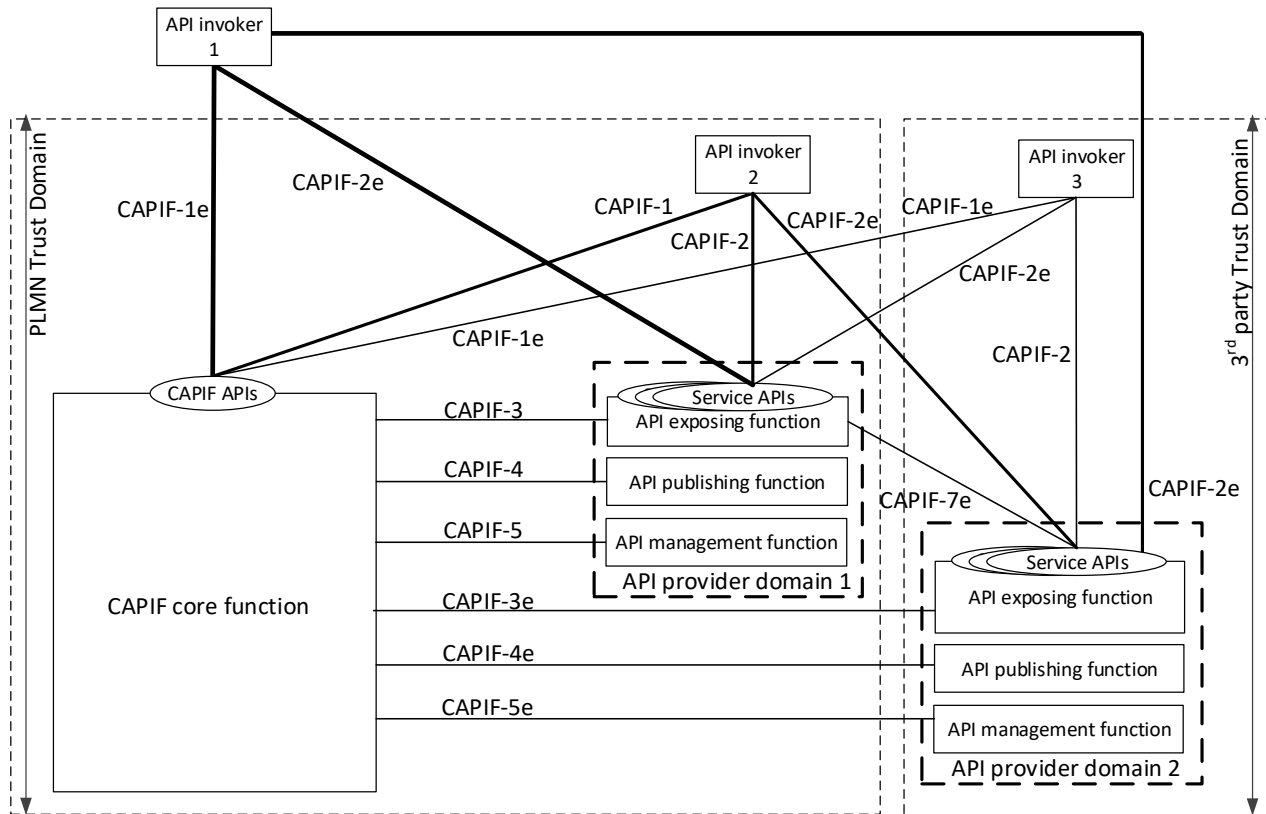 API invoker
1
PLMN Trust Domain
3rd party Trust Domain
API invoker
2
API invoker
3
CAPIF-1e
CAPIF-2e
CAPIF-1
CAPIF-2
CAPIF-2e
CAPIF-1e
CAPIF-2e
CAPIF-1e
CAPIF-2
CAPIF APIs
Service APIs
CAPIF-3
API exposing function
CAPIF-4
API publishing function
CAPIF-7e
CAPIF-2e
CAPIF-5
API management function
API provider domain 1
Service APIs
CAPIF core function
CAPIF-3e
API exposing function
CAPIF-4e
API publishing function
CAPIF-5e
API management function
API provider domain 2